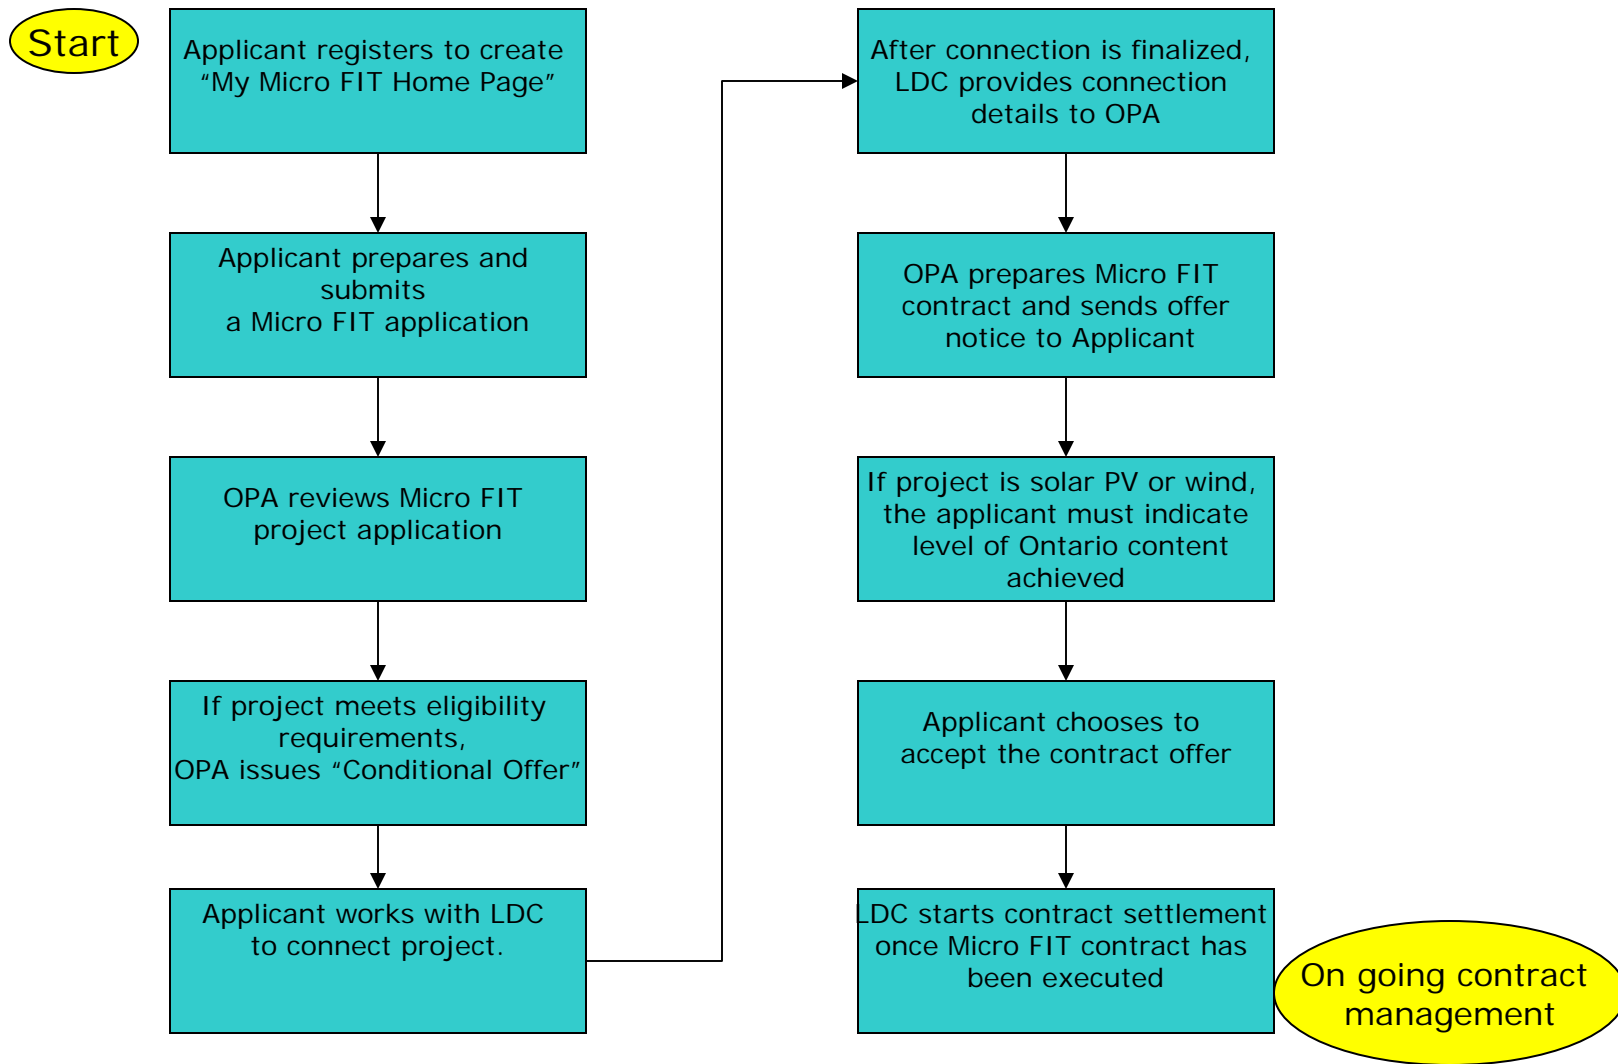 Start
Applicant registers to create
“My Micro FIT Home Page”
Applicant prepares and
submits
a Micro FIT application
OPA reviews Micro FIT
project application
If project meets eligibility
requirements,
OPA issues “Conditional Offer”
Applicant works with LDC
to connect project.
After connection is finalized,
LDC provides connection
details to OPA
OPA prepares Micro FIT
contract and sends offer
notice to Applicant
If project is solar PV or wind,
the applicant must indicate
level of Ontario content
achieved
Applicant chooses to
accept the contract offer
LDC starts contract settlement
once Micro FIT contract has
been executed
On going contract
management